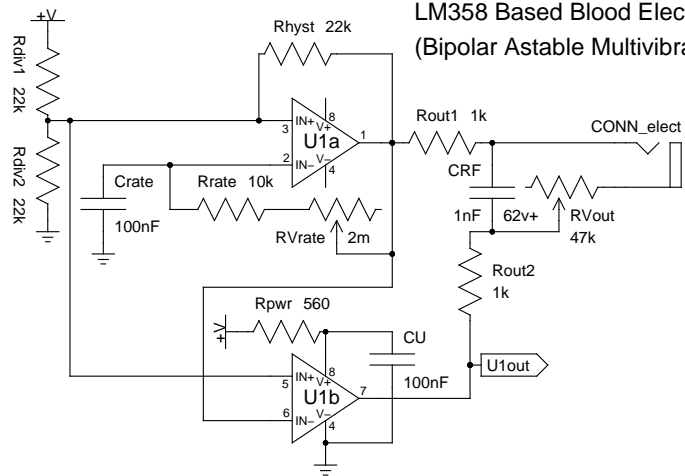 LM358 Based Blood Elec
(Bipolar Astable Multivibra
+V
Rdiv1 22k
Rdiv2 22k
Rhyst 22k
3 IN+ V+ 8
U1a 1
2 IN− V− 4
Rout1 1k
CONN_elect
Crate
100nF
Rrate 10k
RVrate 2m
CRF
1nF 62v+
RVout
47k
Rout2
1k
+V
Rpwr 560
CU
100nF
5 IN+ V+ 8
U1b 7
6 IN− V− 4
U1out